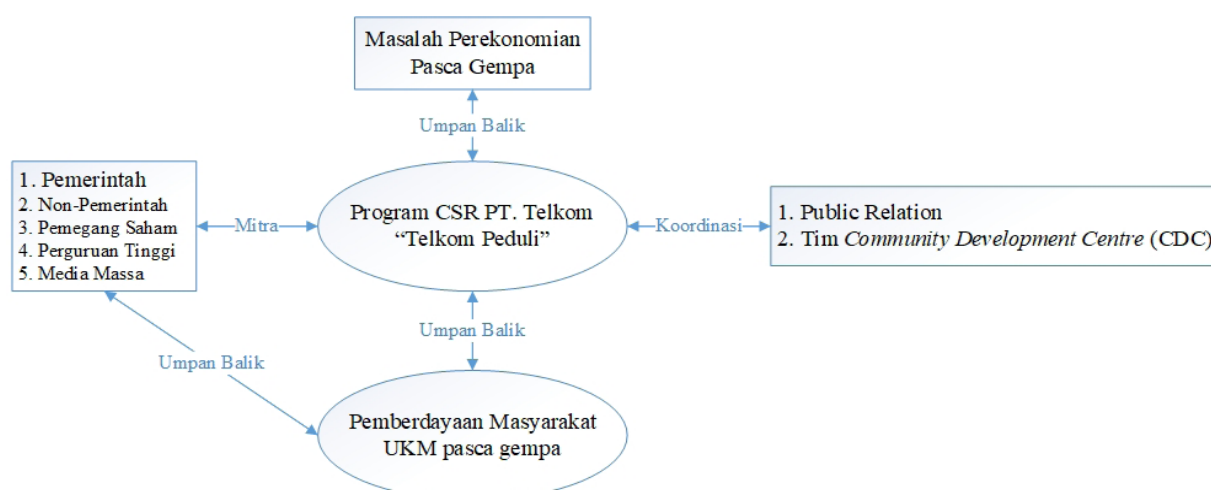 Masalah Perekonomian
Pasca Gempa
Umpan Balik
1. Pemerintah
2. Non-Pemerintah
3. Pemegang Saham
4. Perguruan Tinggi
5. Media Massa
Mitra
Program CSR PT. Telkom
“Telkom Peduli”
Koordinasi
1. Public Relation
2. Tim Community Development Centre (CDC)
Umpan Balik
Umpan Balik
Pemberdayaan Masyarakat
UKM pasca gempa